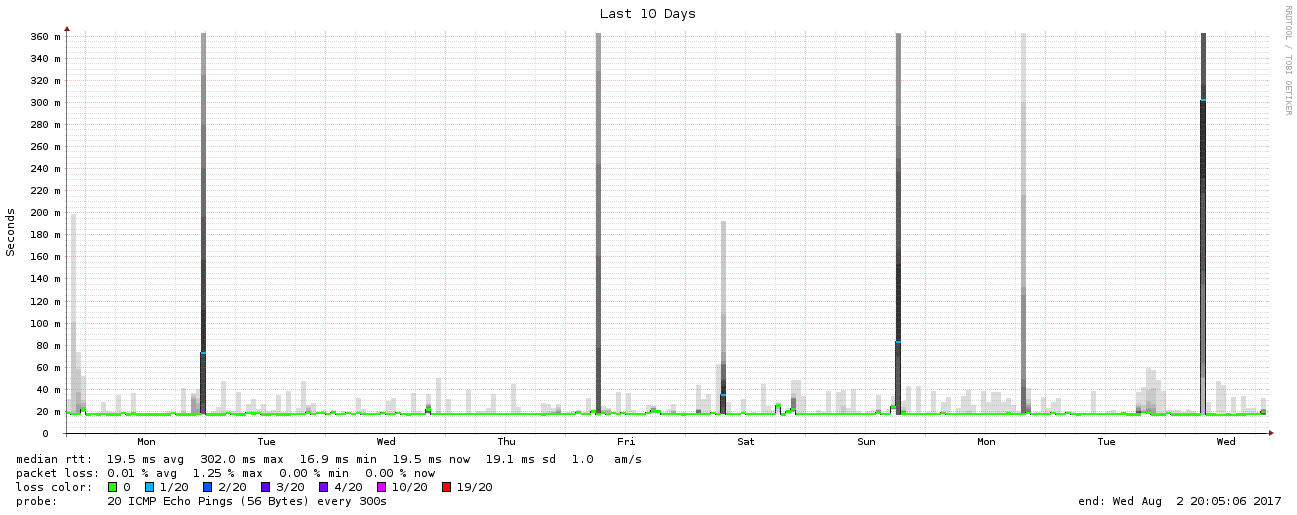 Last 10 Days
RRDTOOL / TOBI OETIKER
Seconds
360 m
340 m
320 m
300 m
280 m
260 m
240 m
220 m
200 m
180 m
160 m
140 m
120 m
100 m
80 m
60 m
40 m
20 m
0
Mon Tue Wed Thu Fri Sat Sun Mon Tue Wed
median rtt: 19.5 ms avg 302.0 ms max 16.9 ms min 19.5 ms now 19.1 ms sd 1.0 am/s
packet loss: 0.01 % avg 1.25 % max 0.00 % min 0.00 % now
loss color: 0 1/20 2/20 3/20 4/20 10/20 19/20
probe: 20 ICMP Echo Pings (56 Bytes) every 300s end: Wed Aug 2 20:05:06 2017